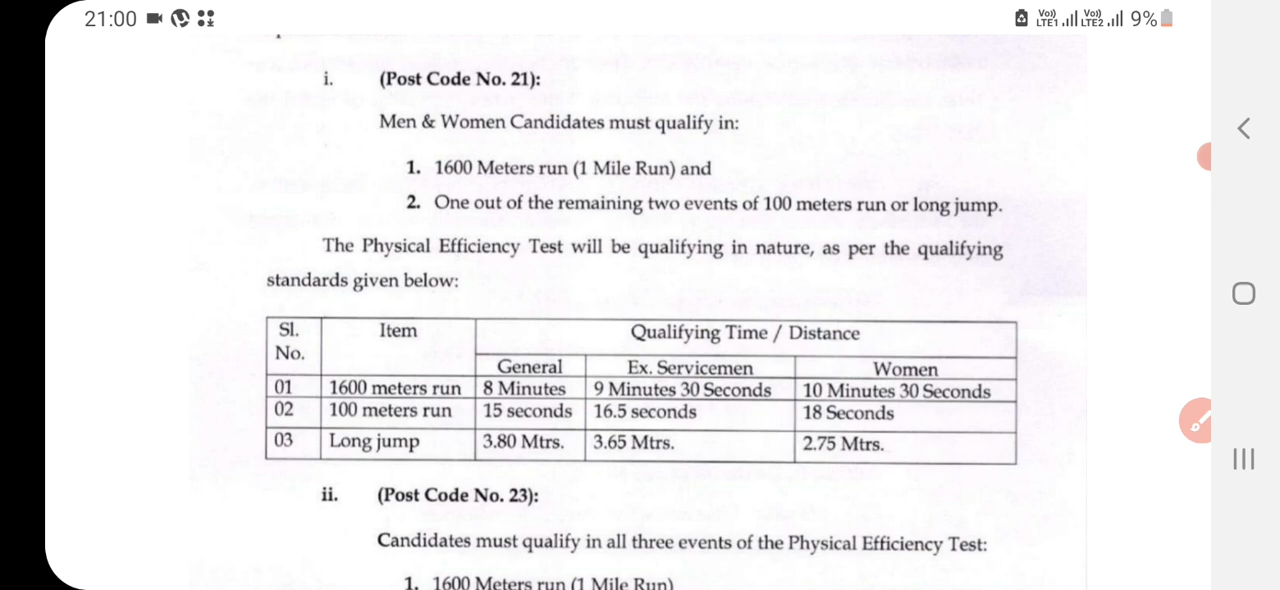 21:00
Vo)) LTE1 Vo)) LTE2 9%
i. (Post Code No. 21):
Men & Women Candidates must qualify in:
1. 1600 Meters run (1 Mile Run) and
2. One out of the remaining two events of 100 meters run or long jump.
The Physical Efficiency Test will be qualifying in nature, as per the qualifying
standards given below:
Sl. No. Item Qualifying Time / Distance
General Ex. Servicemen Women
01 1600 meters run 8 Minutes 9 Minutes 30 Seconds 10 Minutes 30 Seconds
02 100 meters run 15 seconds 16.5 seconds 18 Seconds
03 Long jump 3.80 Mtrs. 3.65 Mtrs. 2.75 Mtrs.
ii. (Post Code No. 23):
Candidates must qualify in all three events of the Physical Efficiency Test:
1. 1600 Meters run (1 Mile Run)